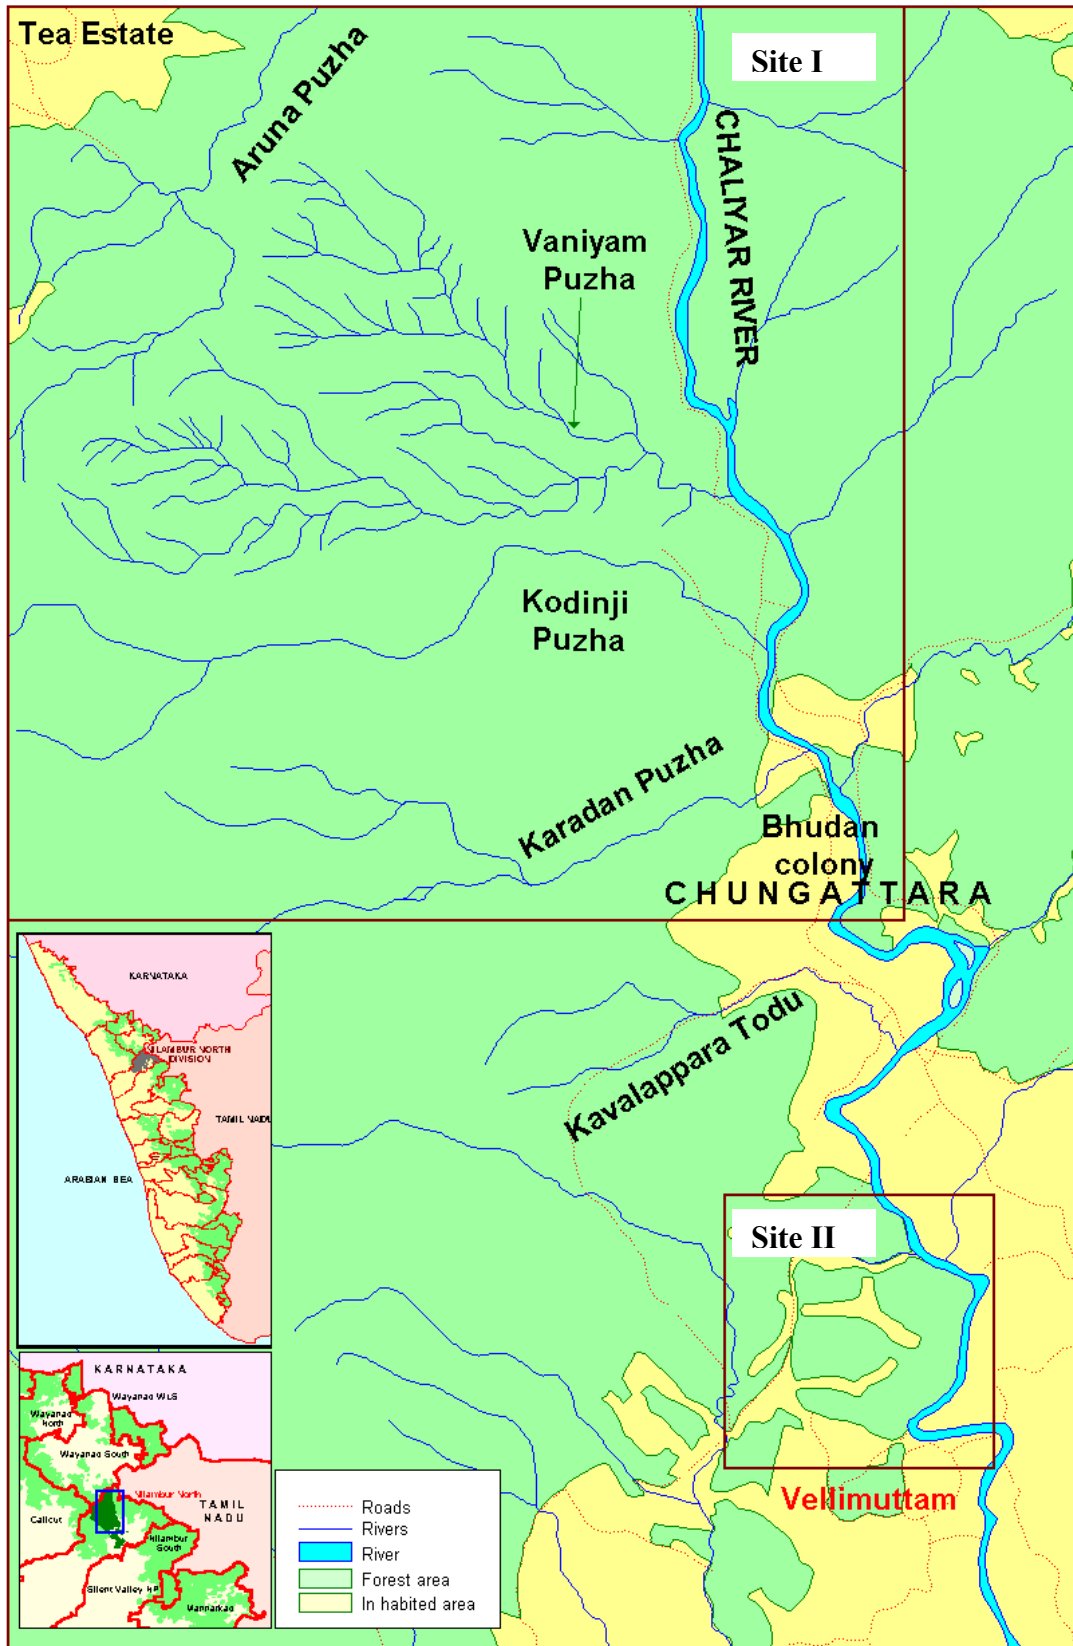 Tea Estate
Aruna Puzha
Site I
CHALIYAR RIVER
Vaniyam
Puzha
Kodinji
Puzha
Karadan Puzha
Bhudan
colony
CHUNGATTARA
Kavalappara Todu
Site II
Vellimuttam
KARNATAKA
NILAMBUR NORTH
DIVISION
TAMIL NADU
ARABIAN SEA
KARNATAKA
Wayanad WLS
Wayanad
North
Wayanad South
Nilambur North
TAMIL
NADU
Calicut
Nilambur
South
Silent Valley NP
Mannarkad
Roads
Rivers
River
Forest area
In habited area